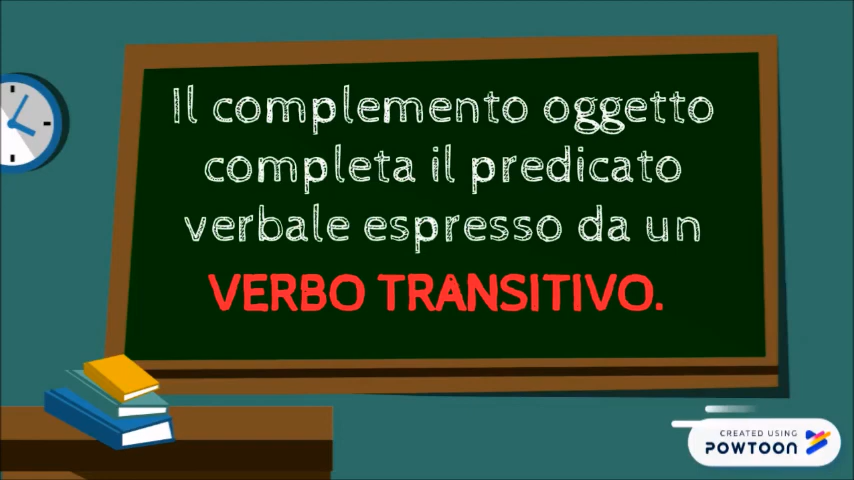 Il complemento oggetto
completa il predicato
verbale espresso da un
VERBO TRANSITIVO.
CREATED USING
POWTOON